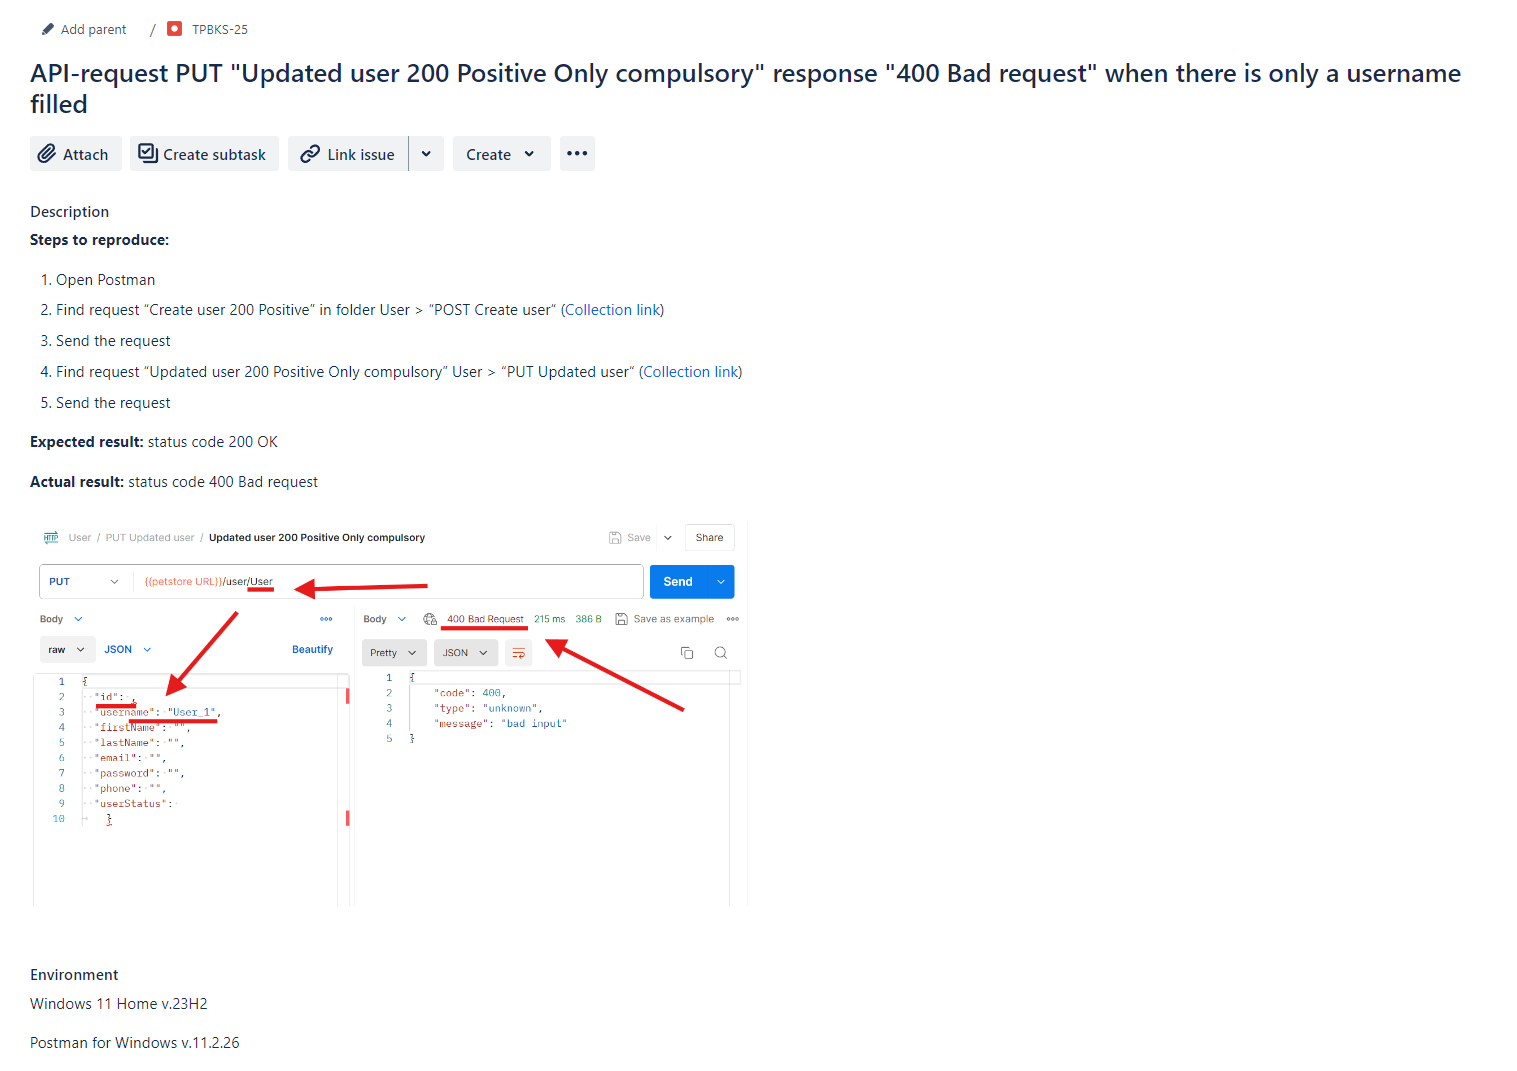 Add parent / TPBKS-25
API-request PUT "Updated user 200 Positive Only compulsory" response "400 Bad request" when there is only a username
filled
Attach Create subtask Link issue Create
Description
Steps to reproduce:
1. Open Postman
2. Find request “Create user 200 Positive” in folder User > “POST Create user” (Collection link)
3. Send the request
4. Find request “Updated user 200 Positive Only compulsory” User > “PUT Updated user” (Collection link)
5. Send the request
Expected result: status code 200 OK
Actual result: status code 400 Bad request
HTTP User / PUT Updated user / Updated user 200 Positive Only compulsory Save Share
PUT {{petstore URL}}/user/User Send
Body
raw JSON Beautify
1 {
2 "id": ,
3 "username": "User_1",
4 "firstName": "",
5 "lastName": "",
6 "email": "",
7 "password": "",
8 "phone": "",
9 "userStatus":
10 }
Body 400 Bad Request 215 ms 386 B Save as example
Pretty JSON
1 {
2 "code": 400,
3 "type": "unknown",
4 "message": "bad input"
5 }
Environment
Windows 11 Home v.23H2
Postman for Windows v.11.2.26